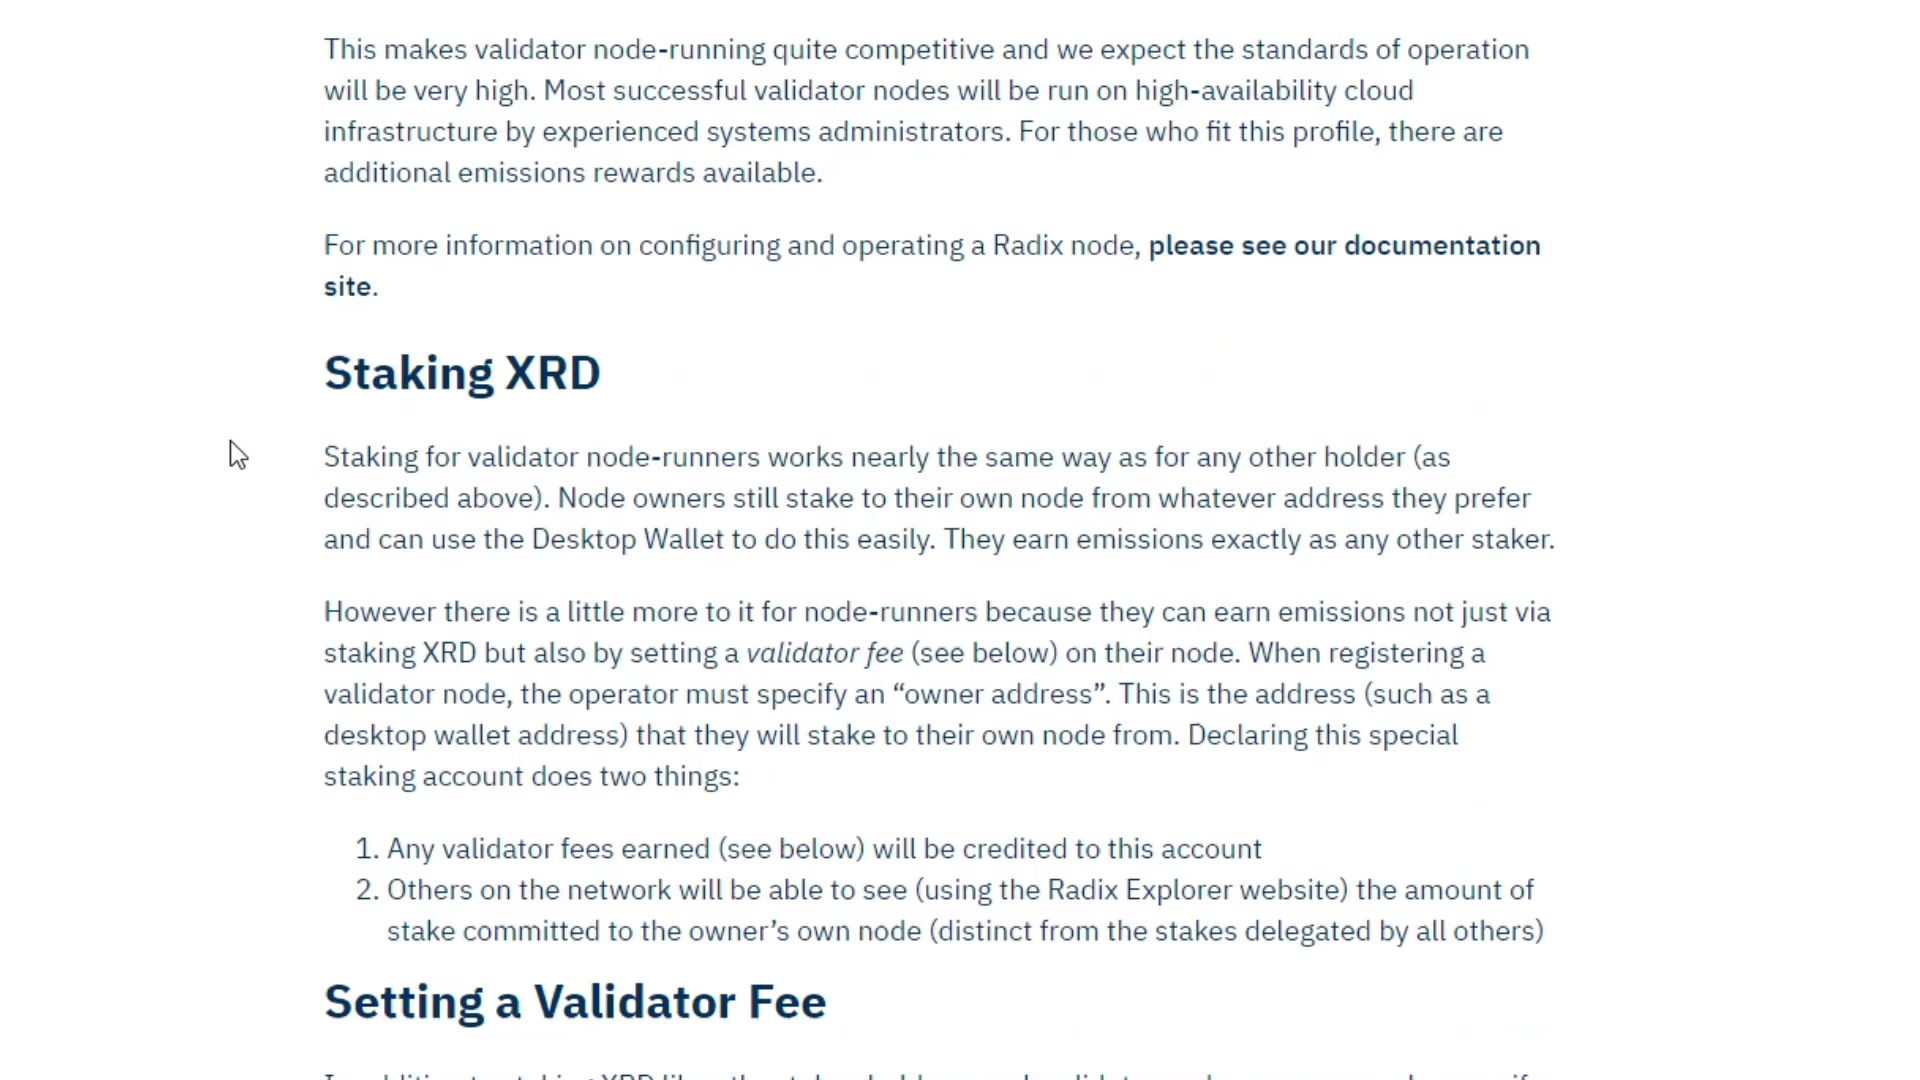 This makes validator node-running quite competitive and we expect the standards of operation
will be very high. Most successful validator nodes will be run on high-availability cloud
infrastructure by experienced systems administrators. For those who fit this profile, there are
additional emissions rewards available.
For more information on configuring and operating a Radix node, please see our documentation
site.
Staking XRD
Staking for validator node-runners works nearly the same way as for any other holder (as
described above). Node owners still stake to their own node from whatever address they prefer
and can use the Desktop Wallet to do this easily. They earn emissions exactly as any other staker.
However there is a little more to it for node-runners because they can earn emissions not just via
staking XRD but also by setting a validator fee (see below) on their node. When registering a
validator node, the operator must specify an “owner address”. This is the address (such as a
desktop wallet address) that they will stake to their own node from. Declaring this special
staking account does two things:
1. Any validator fees earned (see below) will be credited to this account
2. Others on the network will be able to see (using the Radix Explorer website) the amount of
stake committed to the owner’s own node (distinct from the stakes delegated by all others)
Setting a Validator Fee